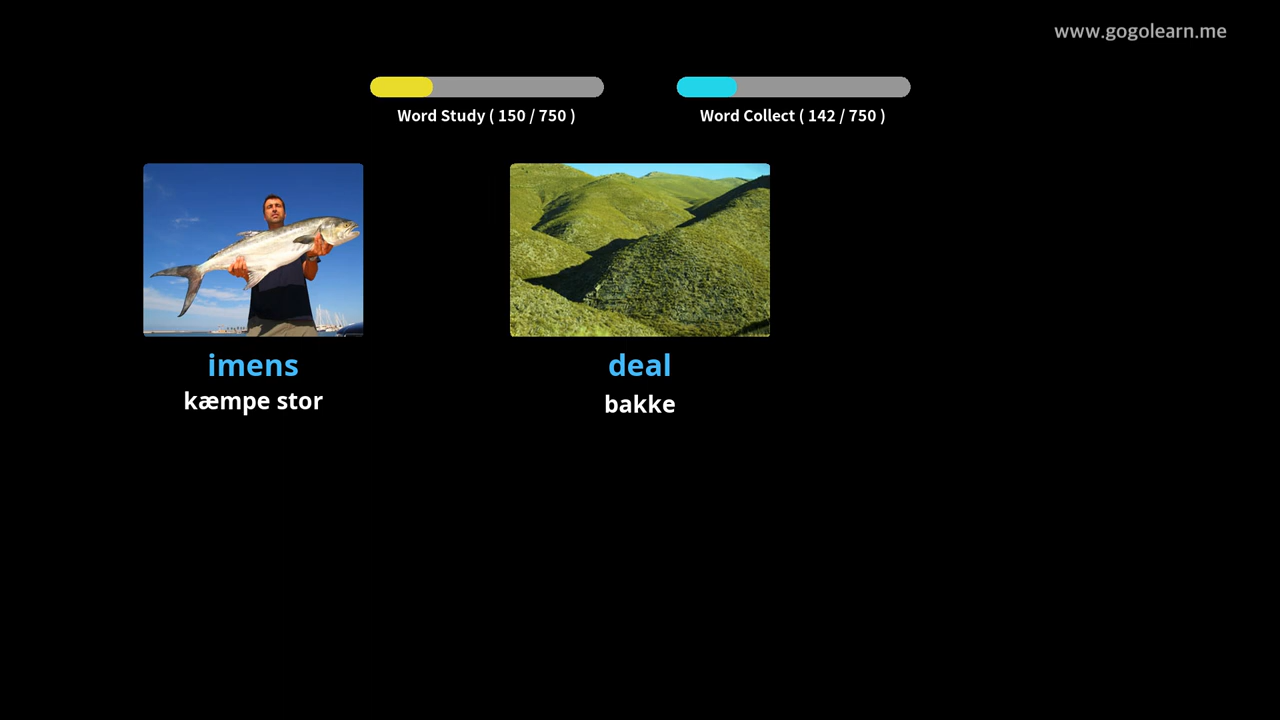 www.gogolearn.me
Word Study ( 150 / 750 )
Word Collect ( 142 / 750 )
imens
kæmpe stor
deal
bakke